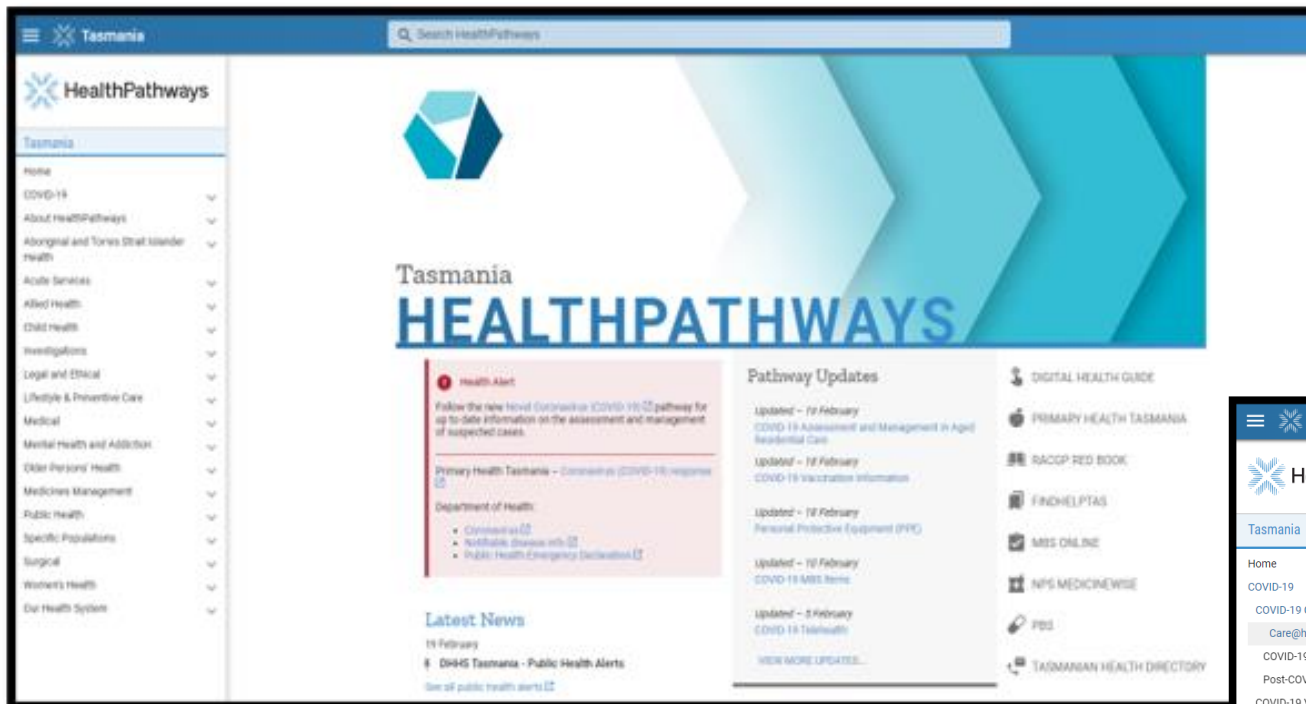 Tasmania
Search HealthPathways
HealthPathways
Tasmania
Home
COVID-19
About HealthPathways
Aboriginal and Torres Strait Islander
Health
Acute Services
Allied Health
Child Health
Investigations
Legal and Ethical
Lifestyle & Preventive Care
Medical
Mental Health and Addiction
Older Persons' Health
Medicines Management
Public Health
Specific Populations
Surgical
Women's Health
Our Health System
Tasmania
HEALTHPATHWAYS
Health Alert
Follow the new Novel Coronavirus (COVID-19) pathway for
up to date information on the assessment and management
of suspected cases.
Primary Health Tasmania – Coronavirus (COVID-19) response
Department of Health:
Coronavirus
Notifiable disease info
Public Health Emergency Declaration
Latest News
19 February
DHHS Tasmania - Public Health Alerts
See all public health alerts
Pathway Updates
Updated – 19 February
COVID-19 Assessment and Management in Aged
Residential Care
Updated – 18 February
COVID-19 Vaccination Information
Updated – 18 February
Personal Protective Equipment (PPE)
Updated – 10 February
COVID-19 MBS Items
Updated – 5 February
COVID-19 Telehealth
VIEW MORE UPDATES...
DIGITAL HEALTH GUIDE
PRIMARY HEALTH TASMANIA
RACGP RED BOOK
FINDHELPTAS
MBS ONLINE
NPS MEDICINEWISE
PBS
TASMANIAN HEALTH DIRECTORY
Tasmania
Home
COVID-19
COVID-19
Care@h
COVID-19
Post-COV
COVID-19